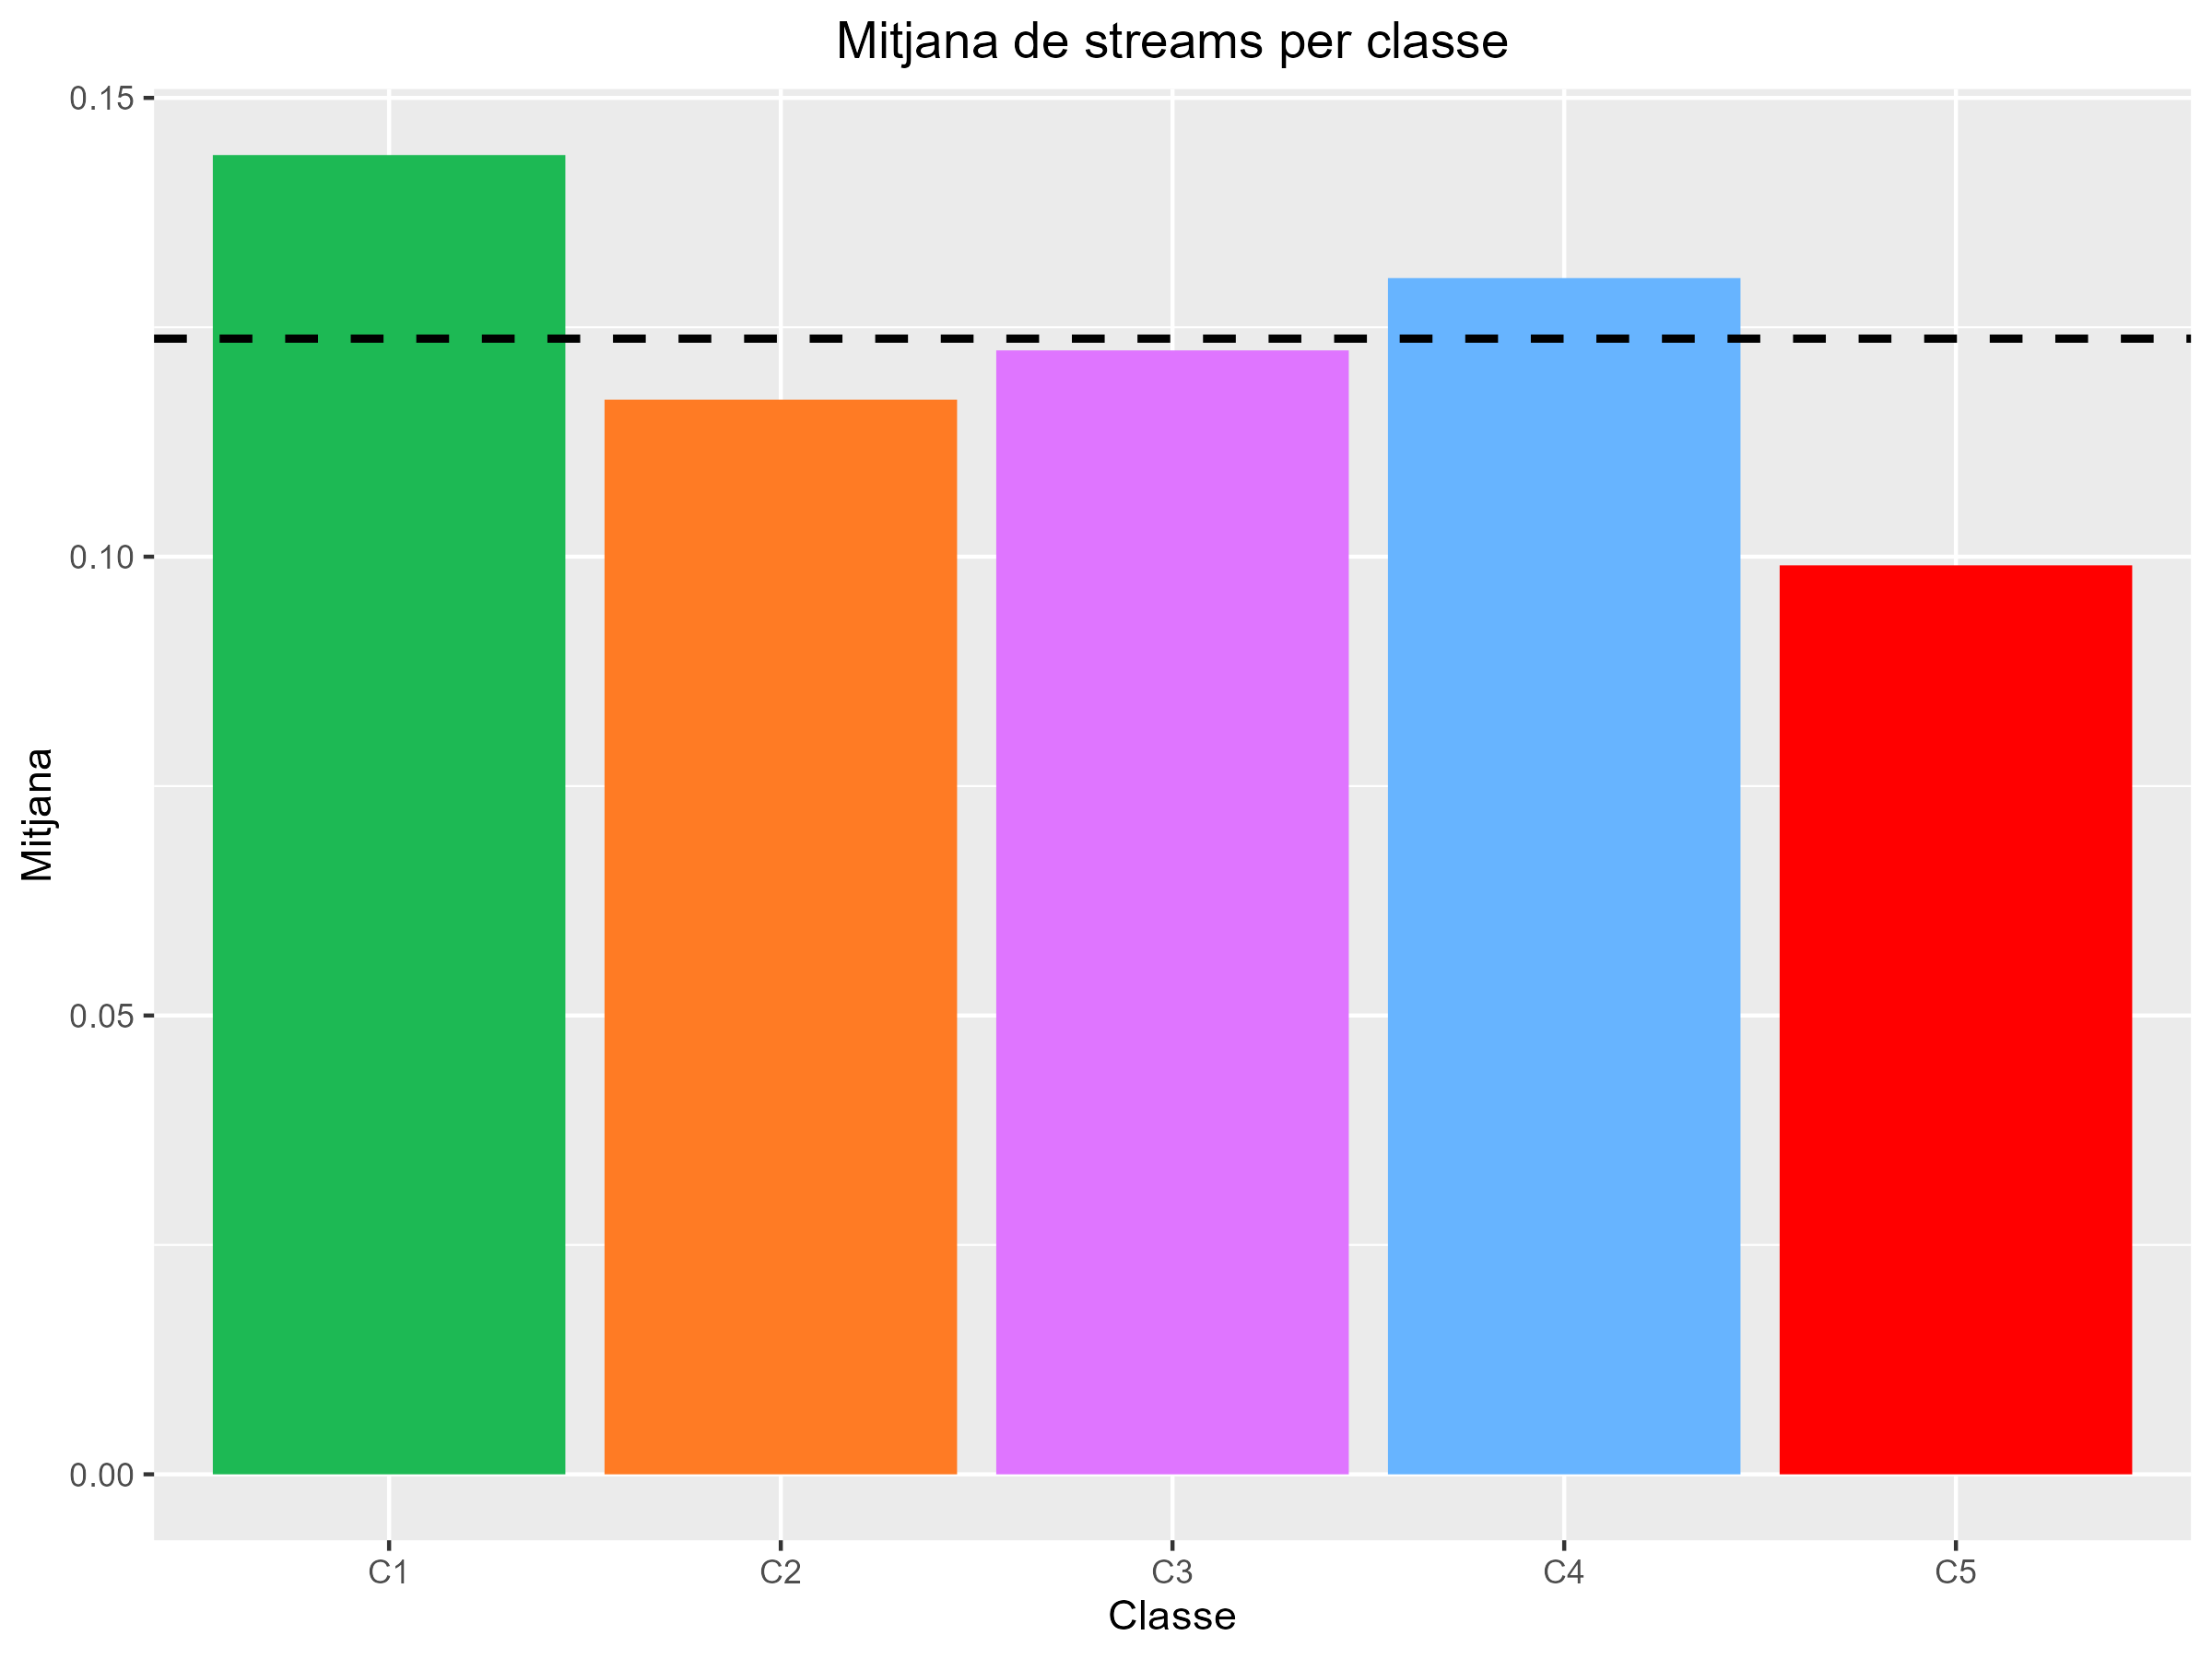 Mitjana de streams per classe
0.15
0.10
0.05
0.00
Mitjana
C1 C2 C3 C4 C5
Classe